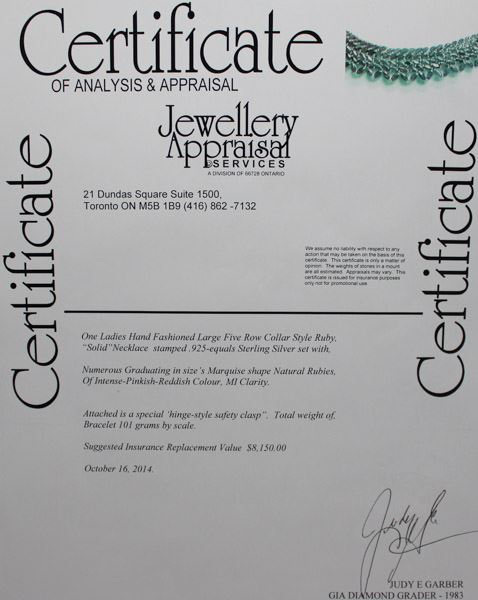 Certificate
OF ANALYSIS & APPRAISAL
Jewellery
Appraisal
SERVICES
A DIVISION OF 66728 ONTARIO
21 Dundas Square Suite 1500,
Toronto ON M5B 1B9 (416) 862 -7132
Certificate
Certificate
We assume no liability with respect to any
action that may be taken on the basis of this
certificate. This certificate is only a matter of
opinion. The weights of stones in a mount
are all estimated. Appraisals may vary. This
certificate is issued for insurance purposes
only not for promotional use.
One Ladies Hand Fashioned Large Five Row Collar Style Ruby,
"Solid"Necklace stamped .925-equals Sterling Silver set with,
Numerous Graduating in size's Marquise shape Natural Rubies,
Of Intense-Pinkish-Reddish Colour, MI Clarity.
Attached is a special 'hinge-style safety clasp". Total weight of,
Bracelet 101 grams by scale.
Suggested Insurance Replacement Value $8,150.00
October 16, 2014.
JUDY E GARBER
GIA DIAMOND GRADER - 1983